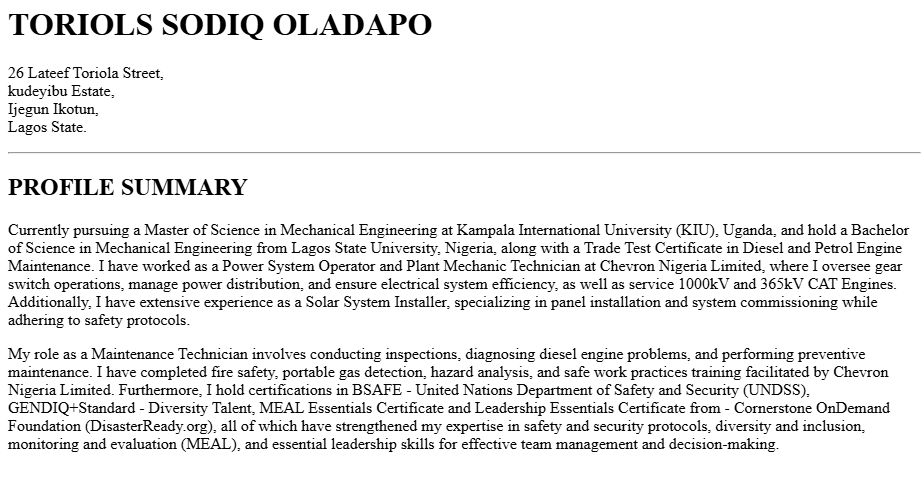 TORIOLS SODIQ OLADAPO
26 Lateef Toriola Street,
kudeyibu Estate,
Ijegun Ikotun,
Lagos State.
PROFILE SUMMARY
Currently pursuing a Master of Science in Mechanical Engineering at Kampala International University (KIU), Uganda, and hold a Bachelor
of Science in Mechanical Engineering from Lagos State University, Nigeria, along with a Trade Test Certificate in Diesel and Petrol Engine
Maintenance. I have worked as a Power System Operator and Plant Mechanic Technician at Chevron Nigeria Limited, where I oversee gear
switch operations, manage power distribution, and ensure electrical system efficiency, as well as service 1000kV and 365kV CAT Engines.
Additionally, I have extensive experience as a Solar System Installer, specializing in panel installation and system commissioning while
adhering to safety protocols.
My role as a Maintenance Technician involves conducting inspections, diagnosing diesel engine problems, and performing preventive
maintenance. I have completed fire safety, portable gas detection, hazard analysis, and safe work practices training facilitated by Chevron
Nigeria Limited. Furthermore, I hold certifications in BSAFE - United Nations Department of Safety and Security (UNDSS),
GENDIQ+Standard - Diversity Talent, MEAL Essentials Certificate and Leadership Essentials Certificate from - Cornerstone OnDemand
Foundation (DisasterReady.org), all of which have strengthened my expertise in safety and security protocols, diversity and inclusion,
monitoring and evaluation (MEAL), and essential leadership skills for effective team management and decision-making.